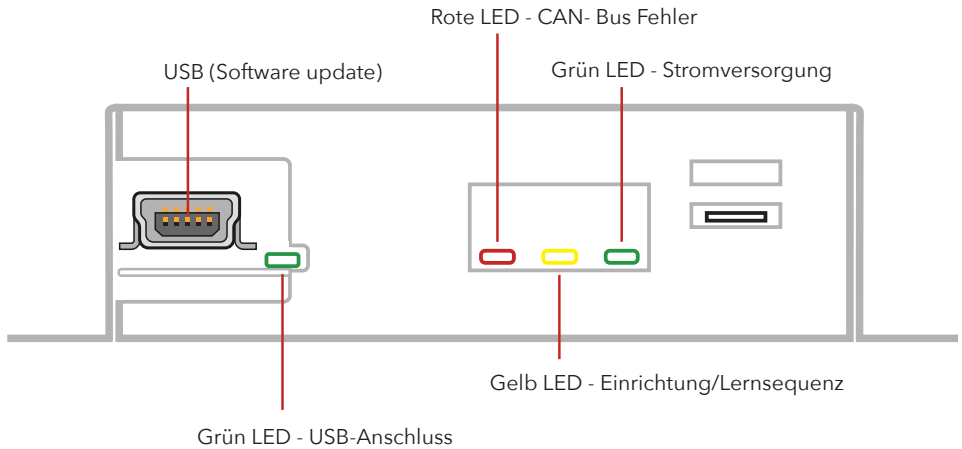 Rote LED - CAN- Bus Fehler
USB (Software update)
Grün LED - Stromversorgung
Gelb LED - Einrichtung/Lernsequenz
Grün LED - USB-Anschluss